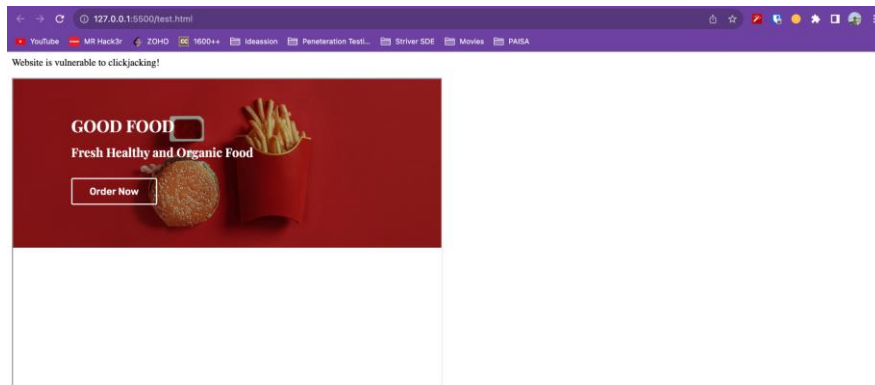 127.0.0.1:5500/test.html
YouTube MR Hack3r ZOHO CC 1600++ Ideassion Peneteration Testi... Striver SDE Movies PAISA
Website is vulnerable to clickjacking!
GOOD FOOD
Fresh Healthy and Organic Food
Order Now